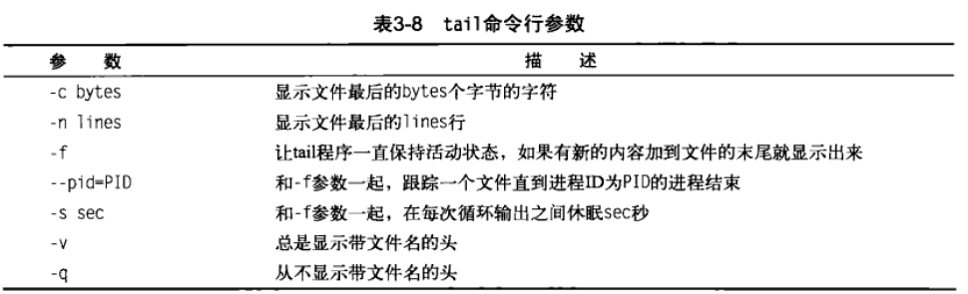 表3-8 tail命令行参数
参 数 描 述
-c bytes 显示文件最后的bytes个字节的字符
-n lines 显示文件最后的lines行
-f 让tail程序一直保持活动状态，如果有新的内容加到文件的末尾就显示出来
--pid=PID 和-f参数一起，跟踪一个文件直到进程ID为PID的进程结束
-s sec 和-f参数一起，在每次循环输出之间休眠sec秒
-v 总是显示带文件名的头
-q 从不显示带文件名的头